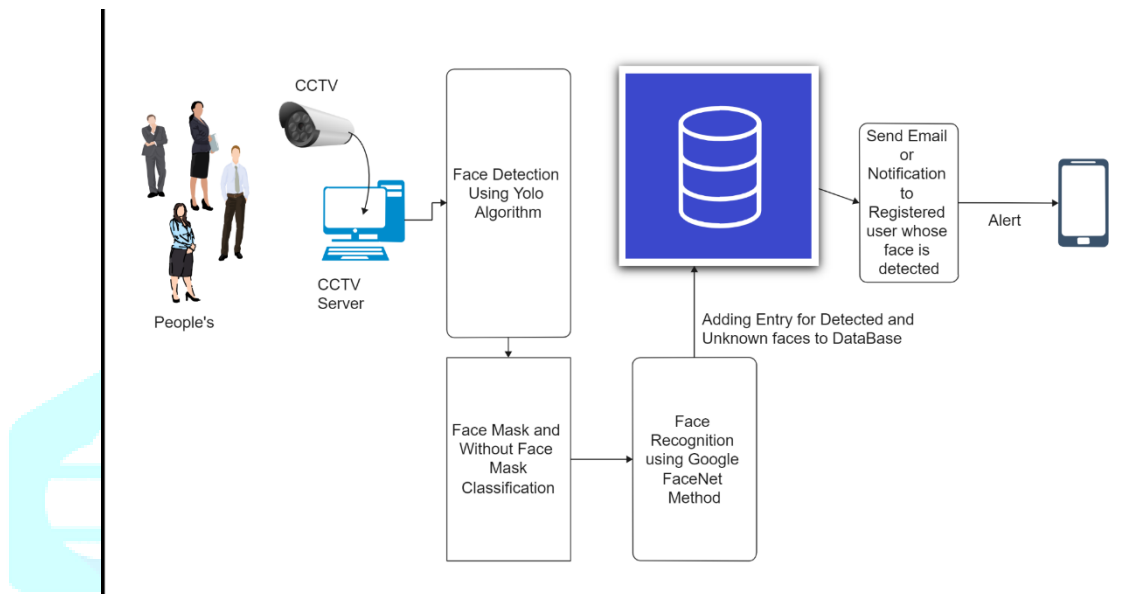 CCTV
People's
CCTV
Server
Face Detection
Using Yolo
Algorithm
Face Mask and
Without Face
Mask
Classification
Face
Recognition
using Google
FaceNet
Method
Adding Entry for Detected and
Unknown faces to DataBase
Send Email
or
Notification
to
Registered
user whose
face is
detected
Alert